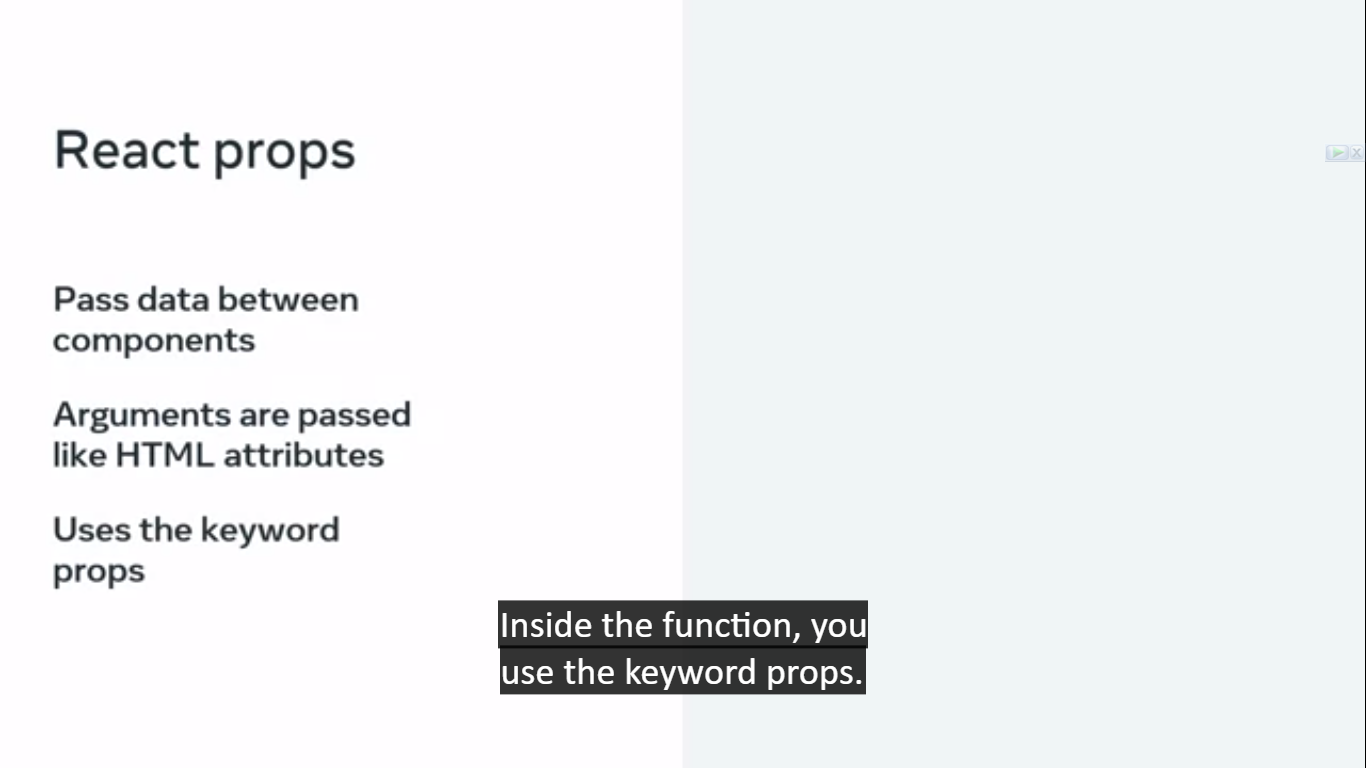 React props
Pass data between
components
Arguments are passed
like HTML attributes
Uses the keyword
props
Inside the function, you
use the keyword props.